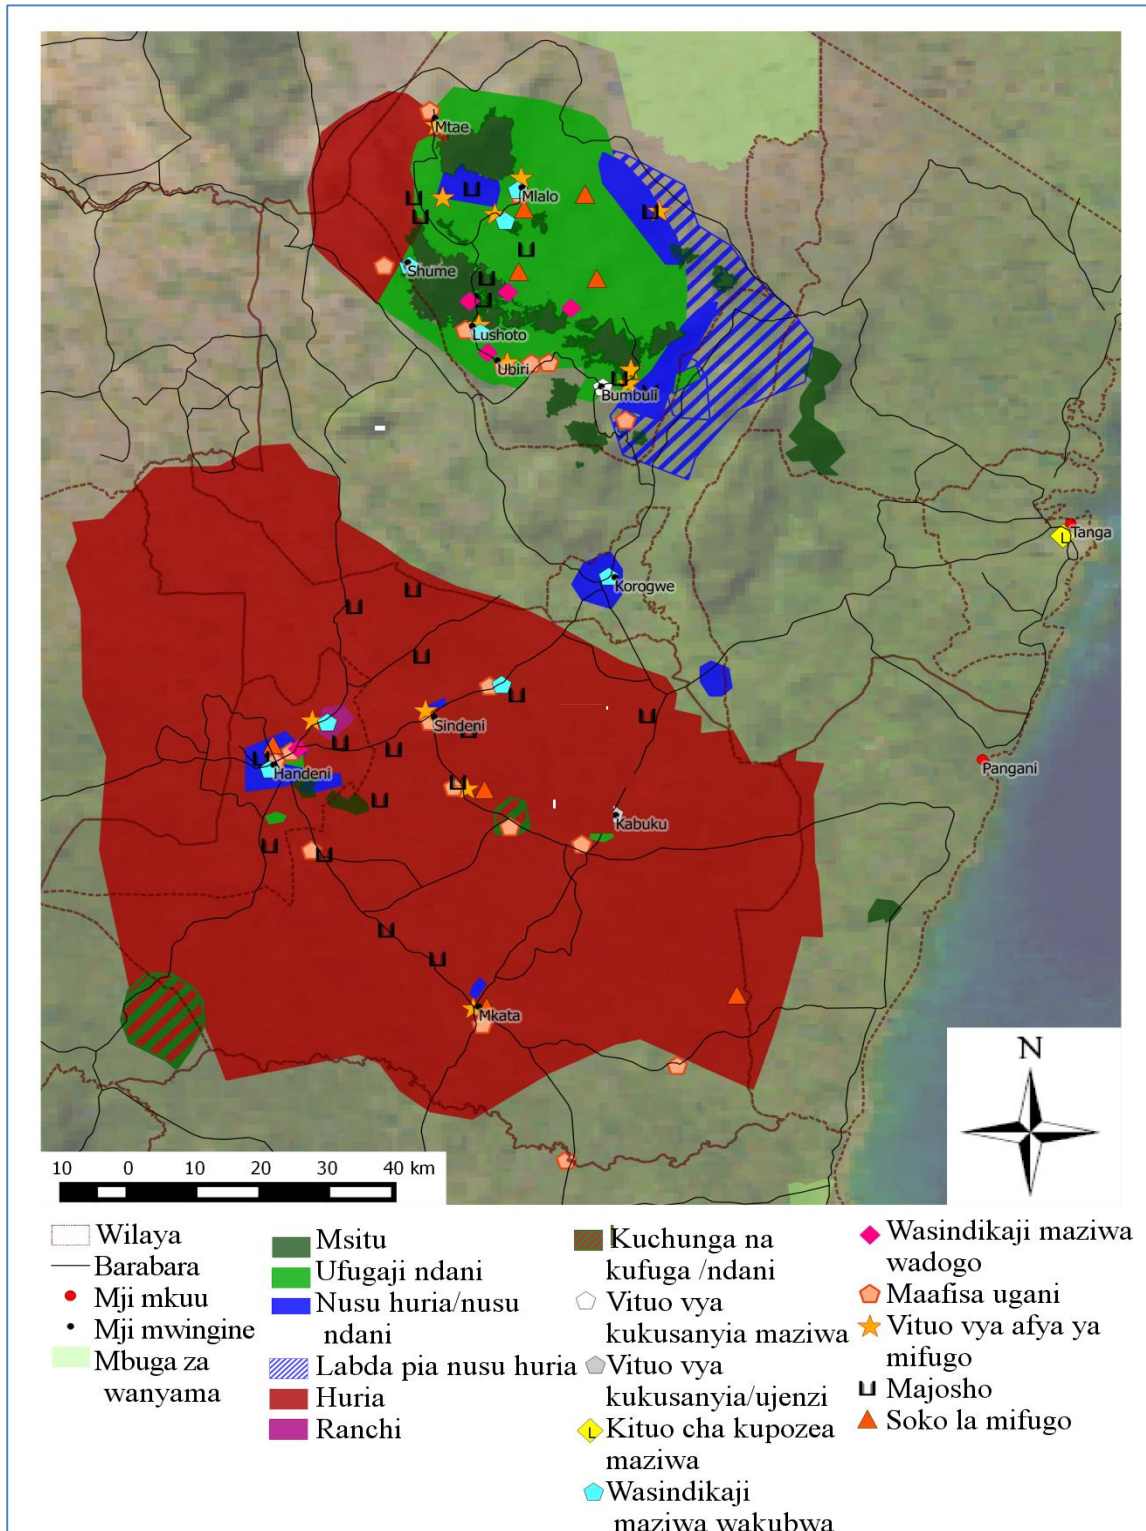 Mtae
Mlalo
Shume
Lushoto
Ubiri
Bumbuli
Tanga
L
Korogwe
Sindeni
Handeni
Pangani
Kabuku
Mkata
N
10 0 10 20 30 40 km
Wilaya
Barabara
Mji mkuu
Mji mwingine
Mbuga za
wanyama
Msitu
Ufugaji ndani
Nusu huria/nusu
ndani
Labda pia nusu huria
Huria
Ranchi
Kuchunga na
kufuga /ndani
Vituo vya
kukusanyia maziwa
Vituo vya
kukusanyia/ujenzi
L
Kituo cha kupozea
maziwa
Wasindikaji
maziwa wakubwa
Wasindikaji maziwa
wadogo
Maafisa ugani
Vituo vya afya ya
mifugo
Majosho
Soko la mifugo